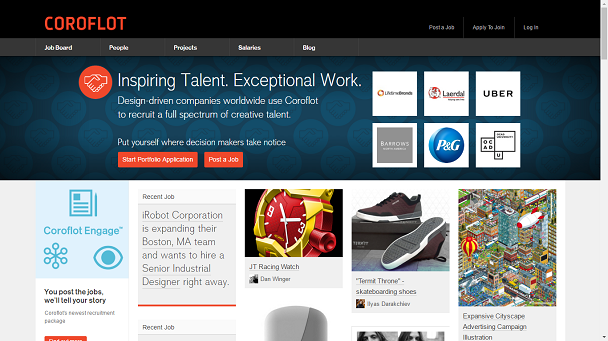 COROFLOT
Post a Job
Apply To Join
Log In
Job Board
People
Projects
Salaries
Blog
Inspiring Talent. Exceptional Work.
Design-driven companies worldwide use Coroflot
to recruit a full spectrum of creative talent.
Put yourself where decision makers take notice
Start Portfolio Application
Post a Job
LifetimeBrands
Laerdal
UBER
BARROWS
P&G
OCAD
U
Coroflot Engage™
You post the jobs,
we'll tell your story
Coroflot's newest recruitment
package
Recent Job
iRobot Corporation
is expanding their
Boston, MA team
and wants to hire a
Senior Industrial
Designer right away.
Recent Job
JT Racing Watch
Dan Winger
"Termit Throne" -
skateboarding shoes
Ilyas Darakchiev
Expansive Cityscape
Advertising Campaign
Illustration